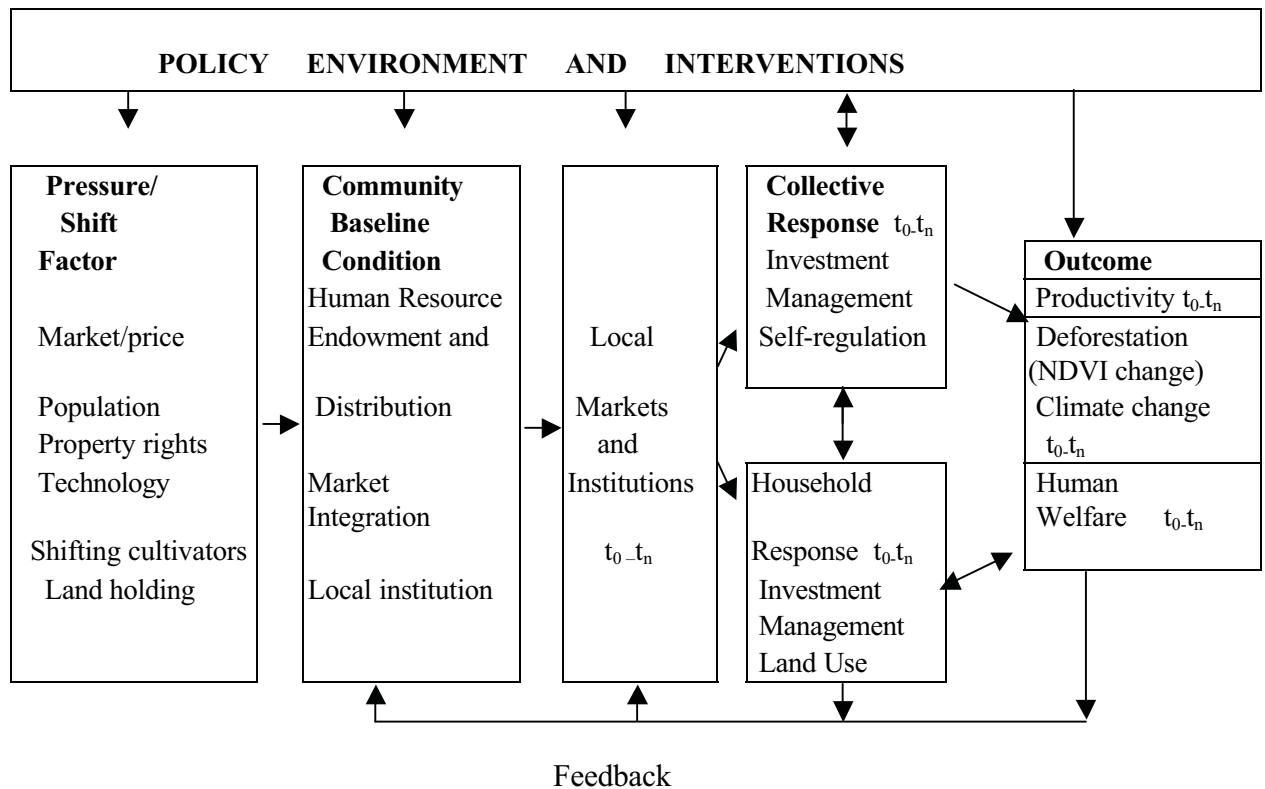 POLICY ENVIRONMENT AND INTERVENTIONS
Pressure/
Shift
Factor
Market/price
Population
Property rights
Technology
Shifting cultivators
Land holding
Community
Baseline
Condition
Human Resource
Endowment and
Distribution
Market
Integration
Local institution
Local
Markets
and
Institutions
t0 –tn
Collective
Response t0-tn
Investment
Management
Self-regulation
Household
Response t0-tn
Investment
Management
Land Use
Outcome
Productivity t0-tn
Deforestation
(NDVI change)
Climate change
t0-tn
Human
Welfare t0-tn
Feedback